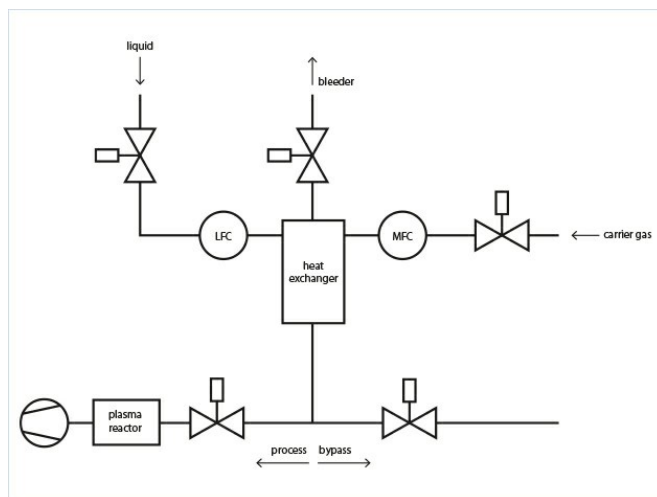 liquid
bleeder
LFC
MFC
carrier gas
heat
exchanger
plasma
reactor
process bypass